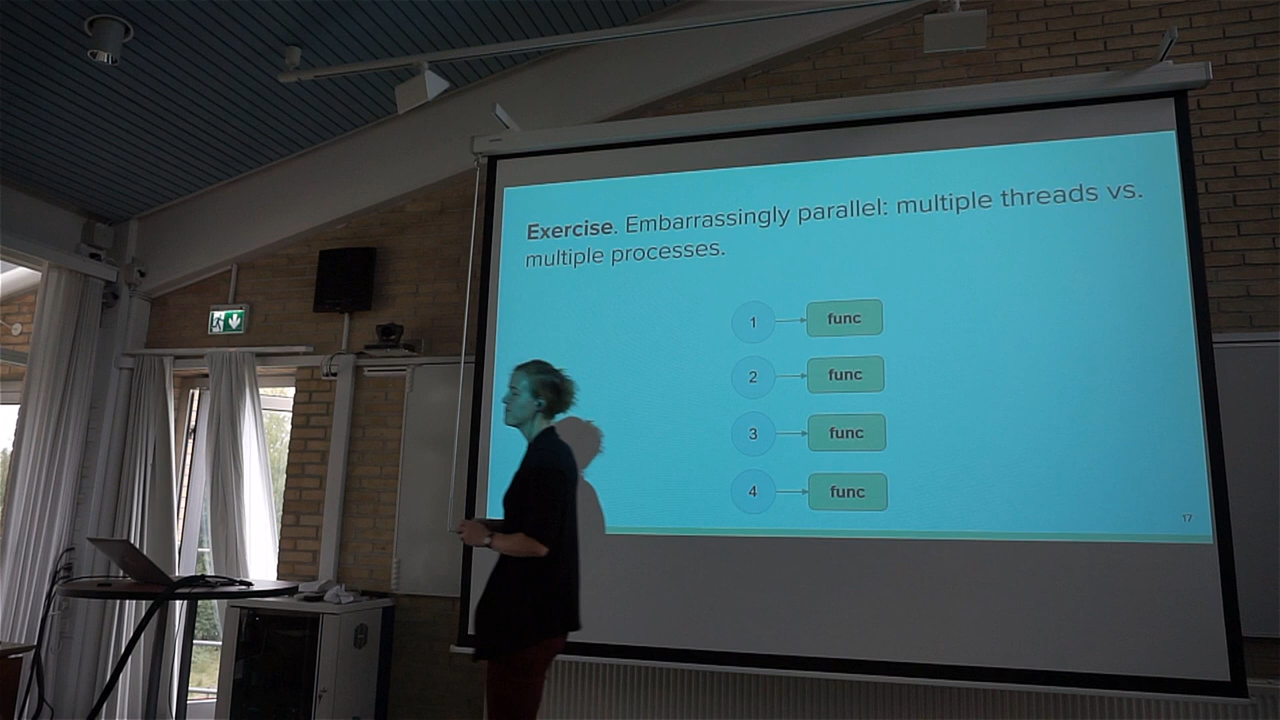 Exercise. Embarrassingly parallel: multiple threads vs.
multiple processes.
1 func
2 func
3 func
4 func
17